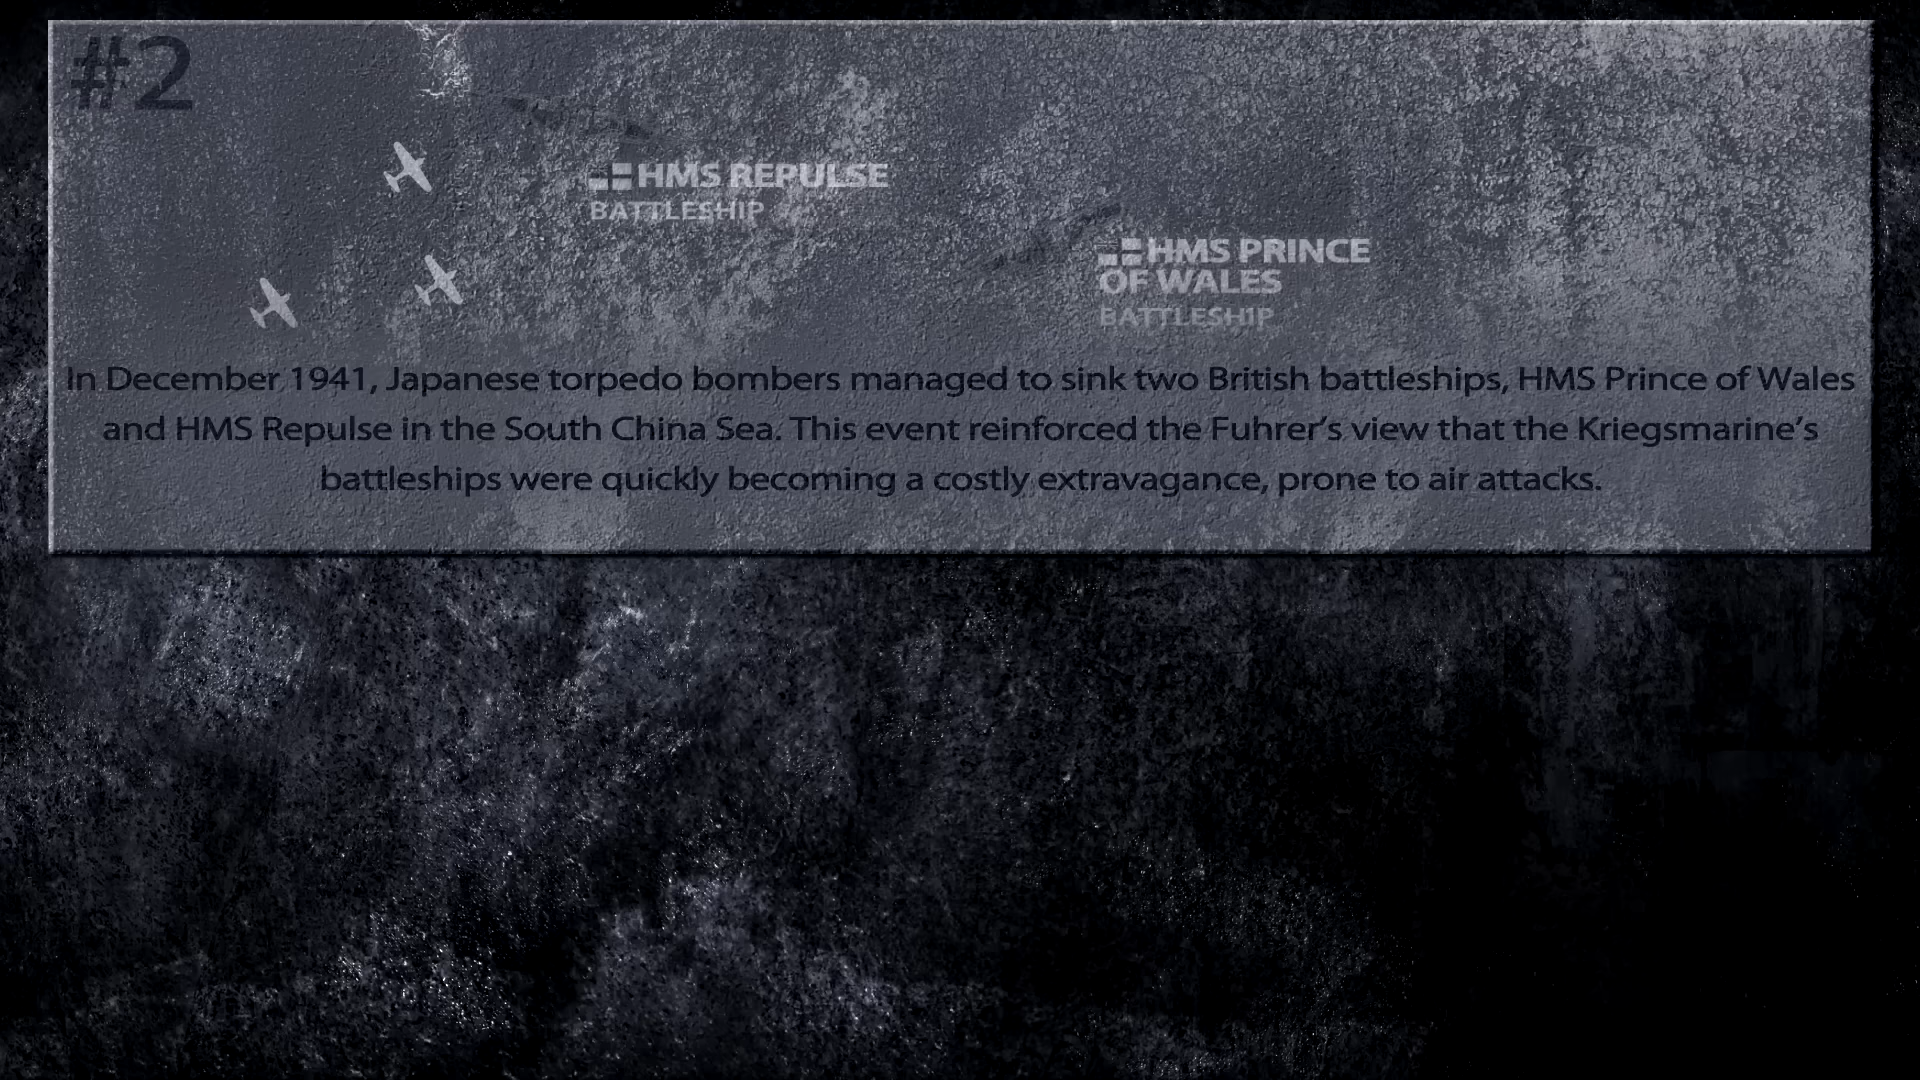 #2
HMS REPULSE
BATTLESHIP
HMS PRINCE
OF WALES
BATTLESHIP
In December 1941, Japanese torpedo bombers managed to sink two British battleships, HMS Prince of Wales
and HMS Repulse in the South China Sea. This event reinforced the Fuhrer’s view that the Kriegsmarine’s
battleships were quickly becoming a costly extravagance, prone to air attacks.